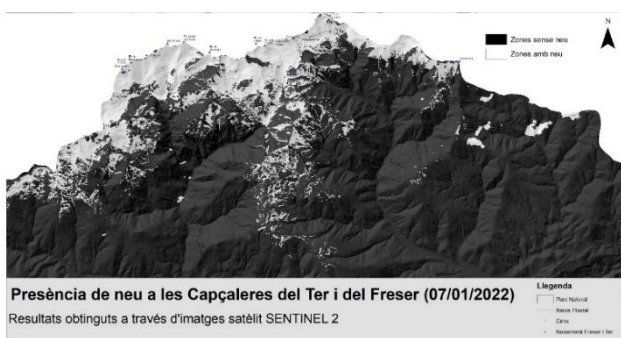 N
Zones sense neu
Zones amb neu
Presència de neu a les Capçaleres del Ter i del Freser (07/01/2022)
Resultats obtinguts a través d'imatges satèl·lit SENTINEL 2
Llegenda
Parc Natural
Xarxa Fluvial
Cims
Naixement Freser i Ter